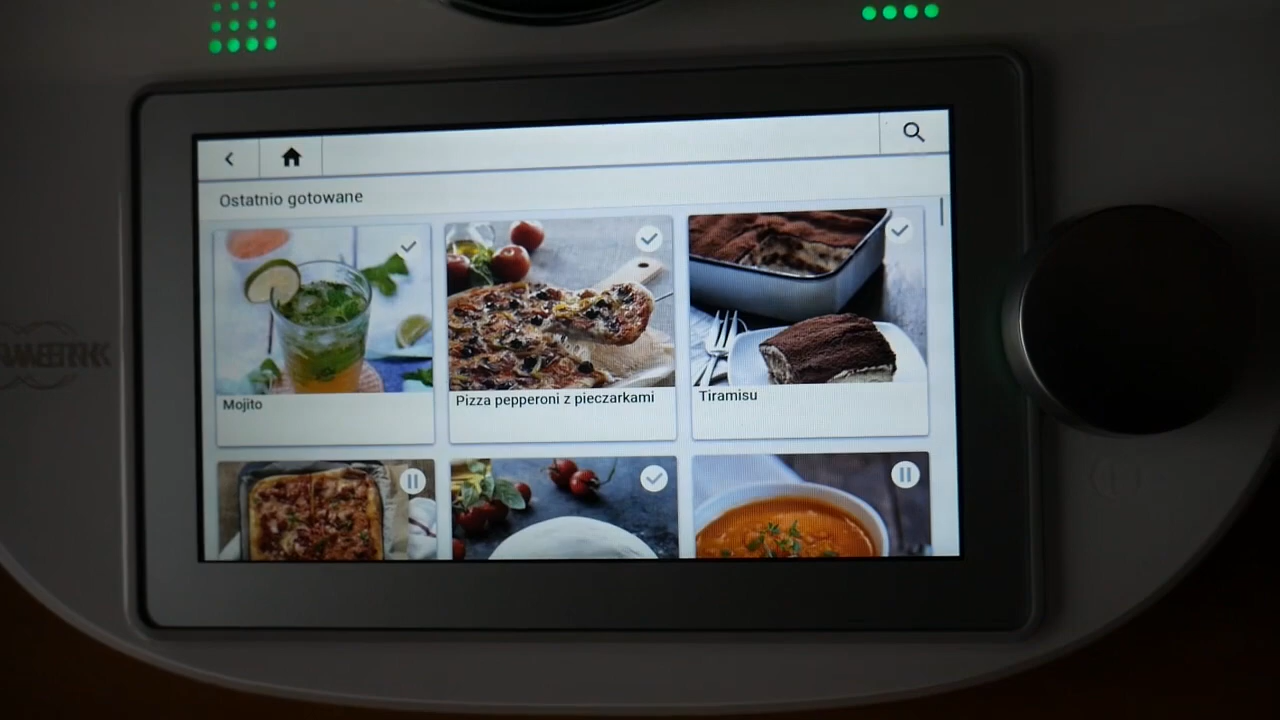 Ostatnio gotowane
Mojito
Pizza pepperoni z pieczarkami
Tiramisu